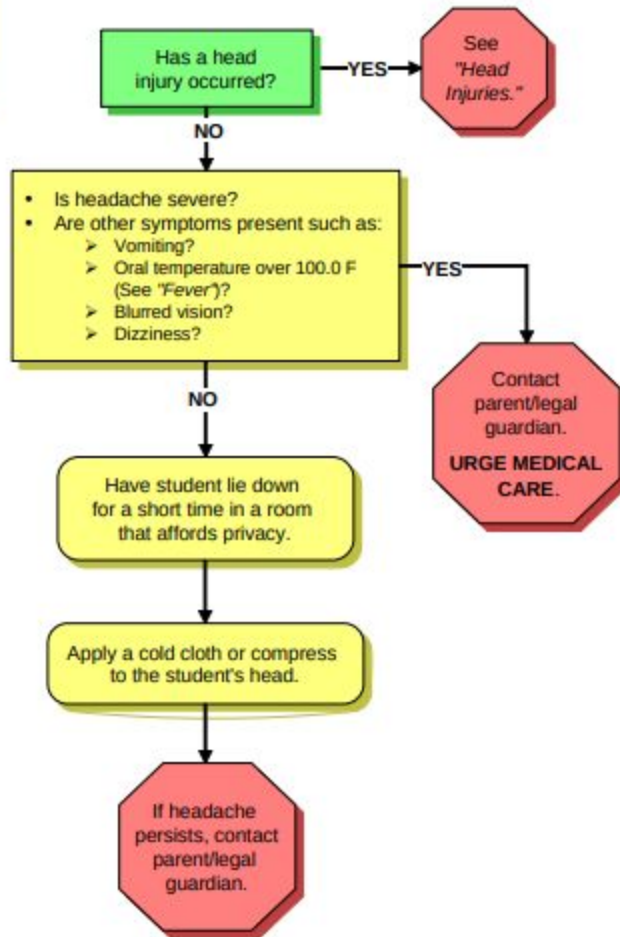 Has a head
injury occurred?
YES
See
"Head
Injuries."
NO
• Is headache severe?
• Are other symptoms present such as:
➢ Vomiting?
➢ Oral temperature over 100.0 F
(See "Fever")?
➢ Blurred vision?
➢ Dizziness?
YES
Contact
parent/legal
guardian.
URGE MEDICAL
CARE.
NO
Have student lie down
for a short time in a room
that affords privacy.
Apply a cold cloth or compress
to the student's head.
If headache
persists, contact
parent/legal
guardian.